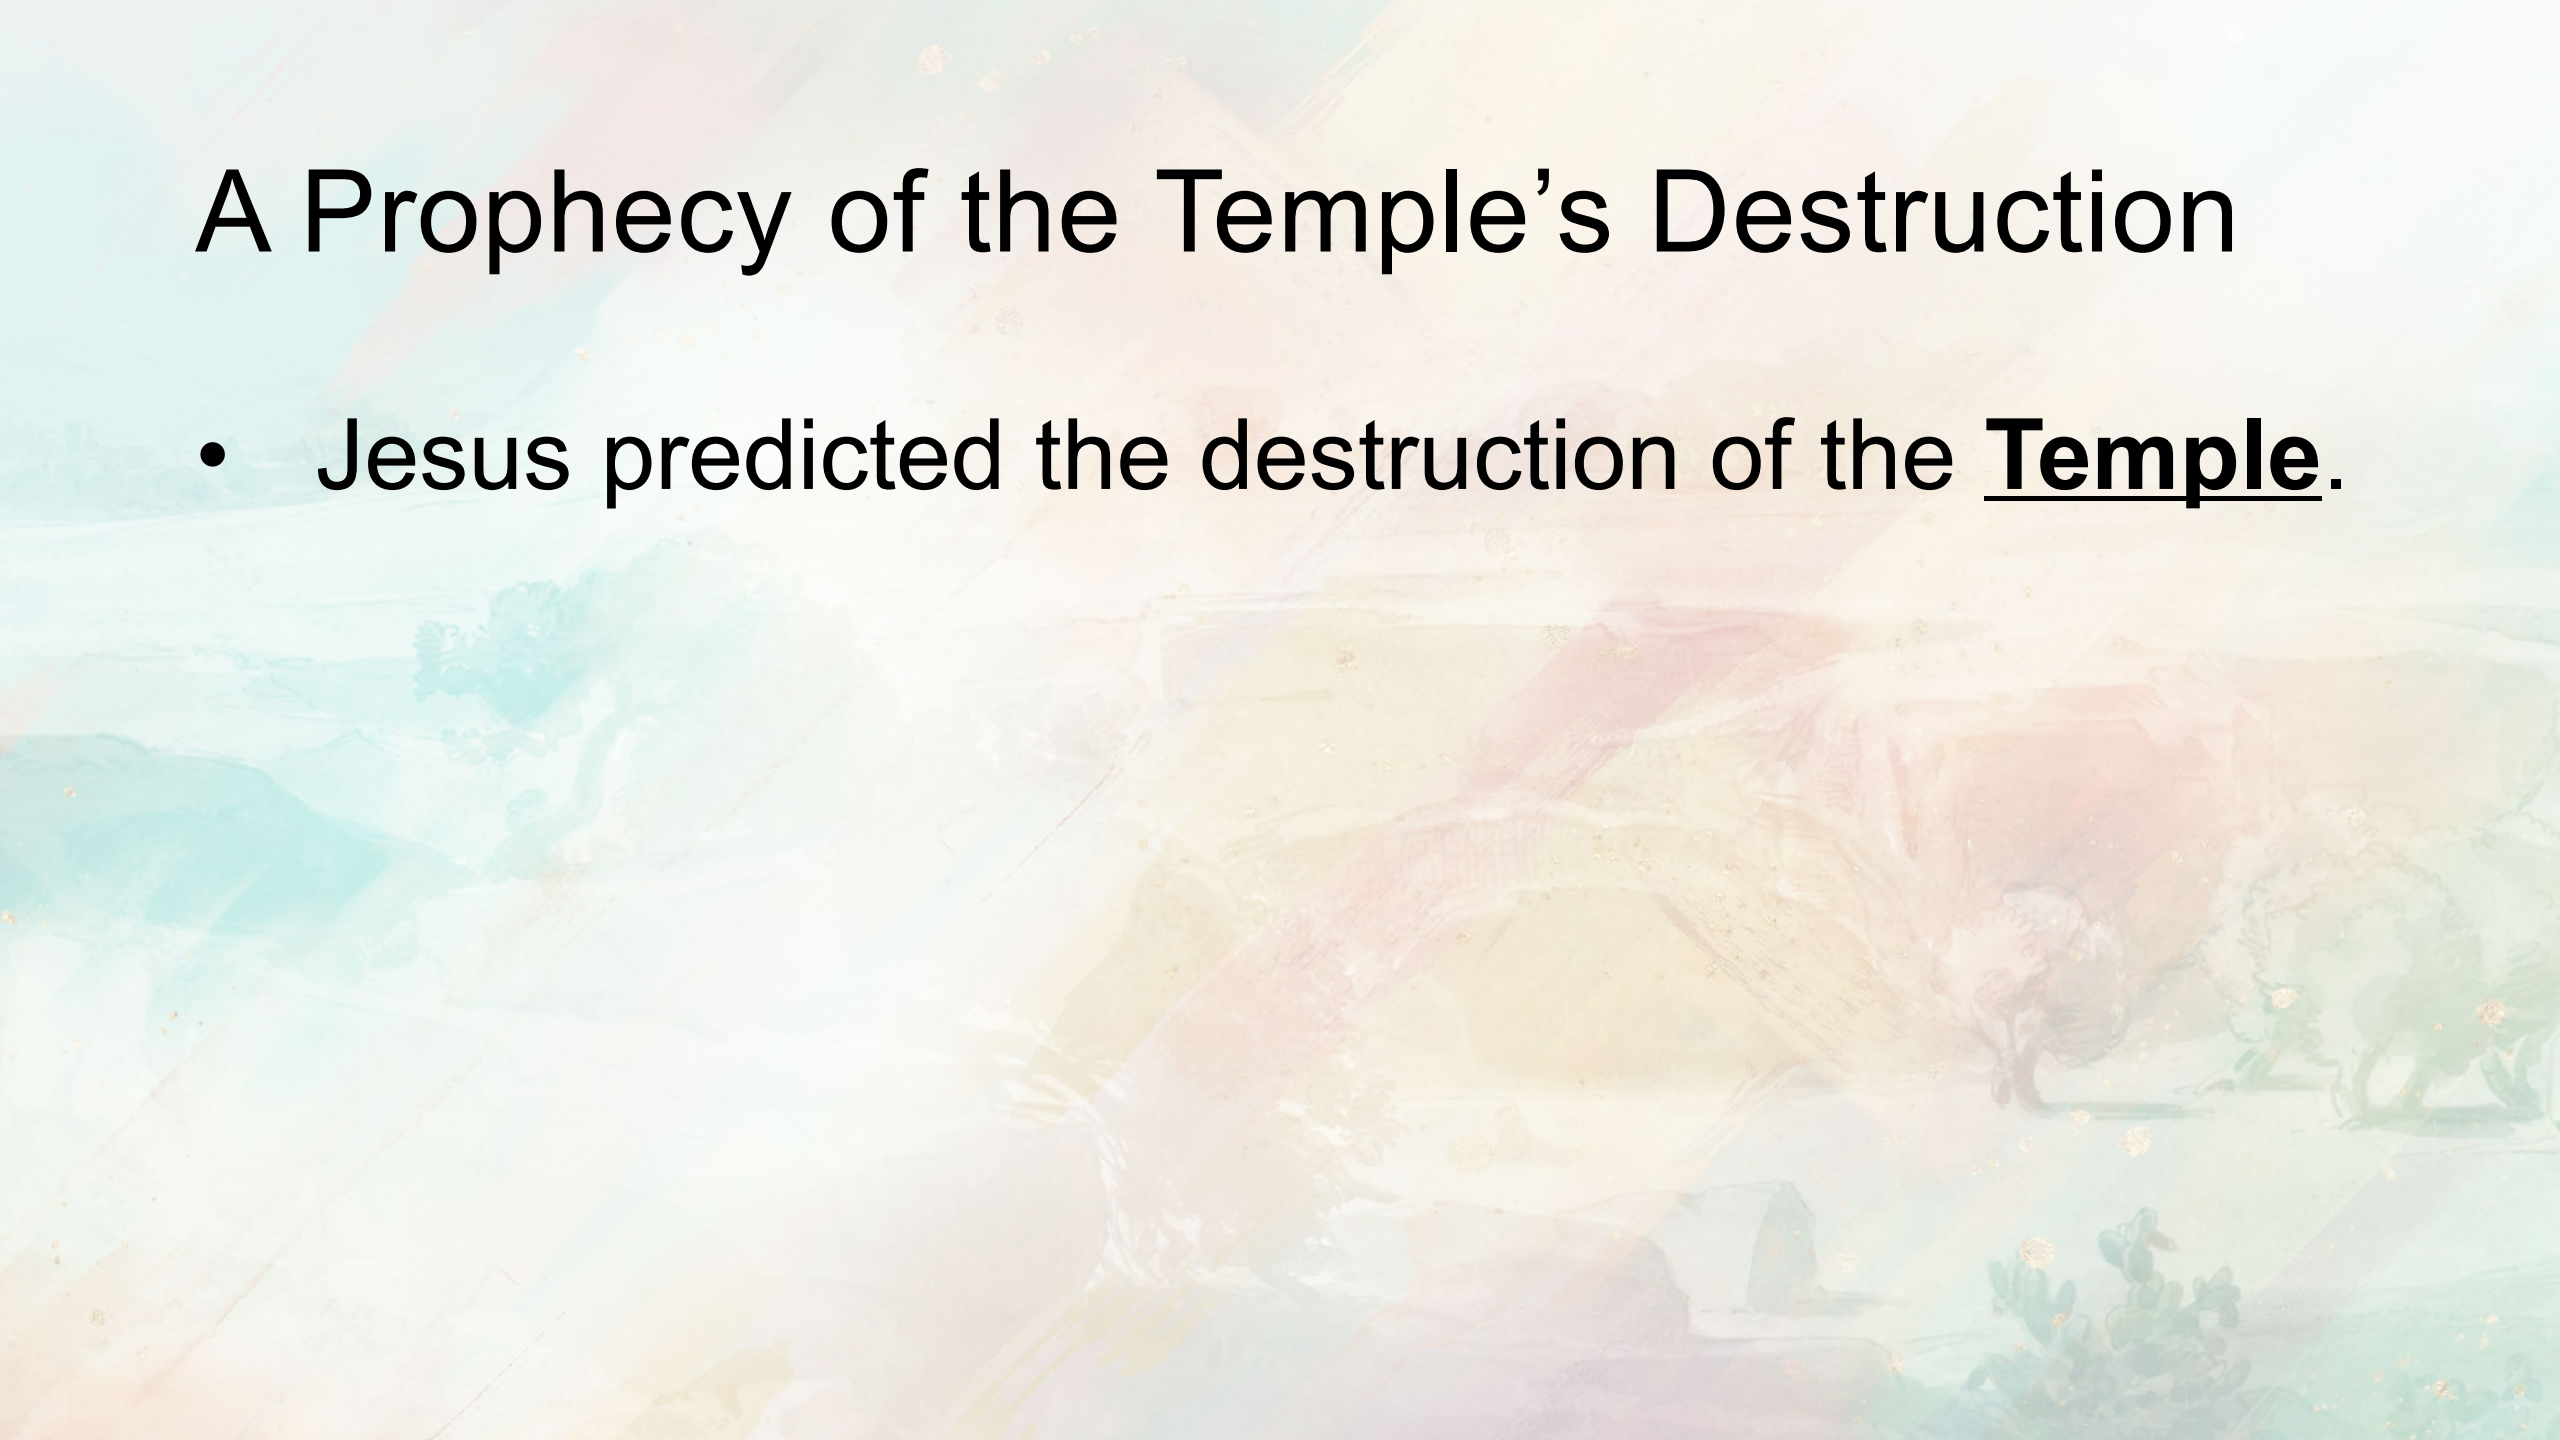 A Prophecy of the Temple’s Destruction
• Jesus predicted the destruction of the Temple.